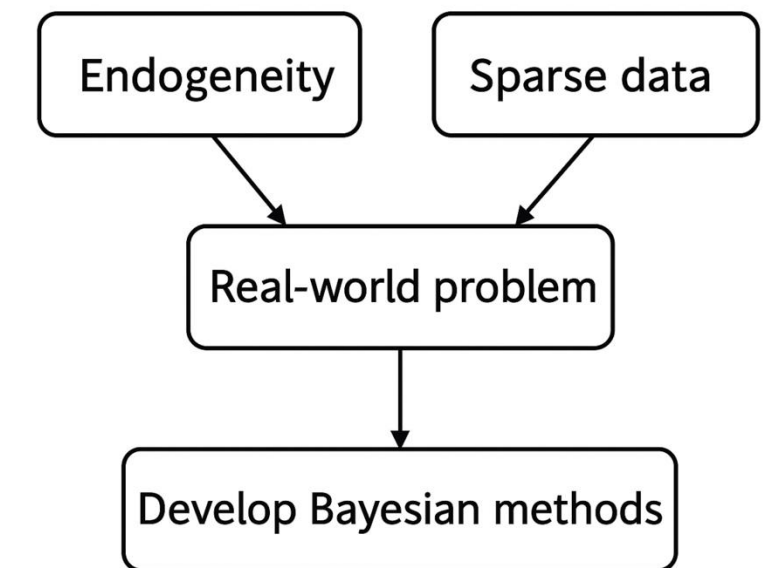 Endogeneity
Sparse data
Real-world problem
Develop Bayesian methods